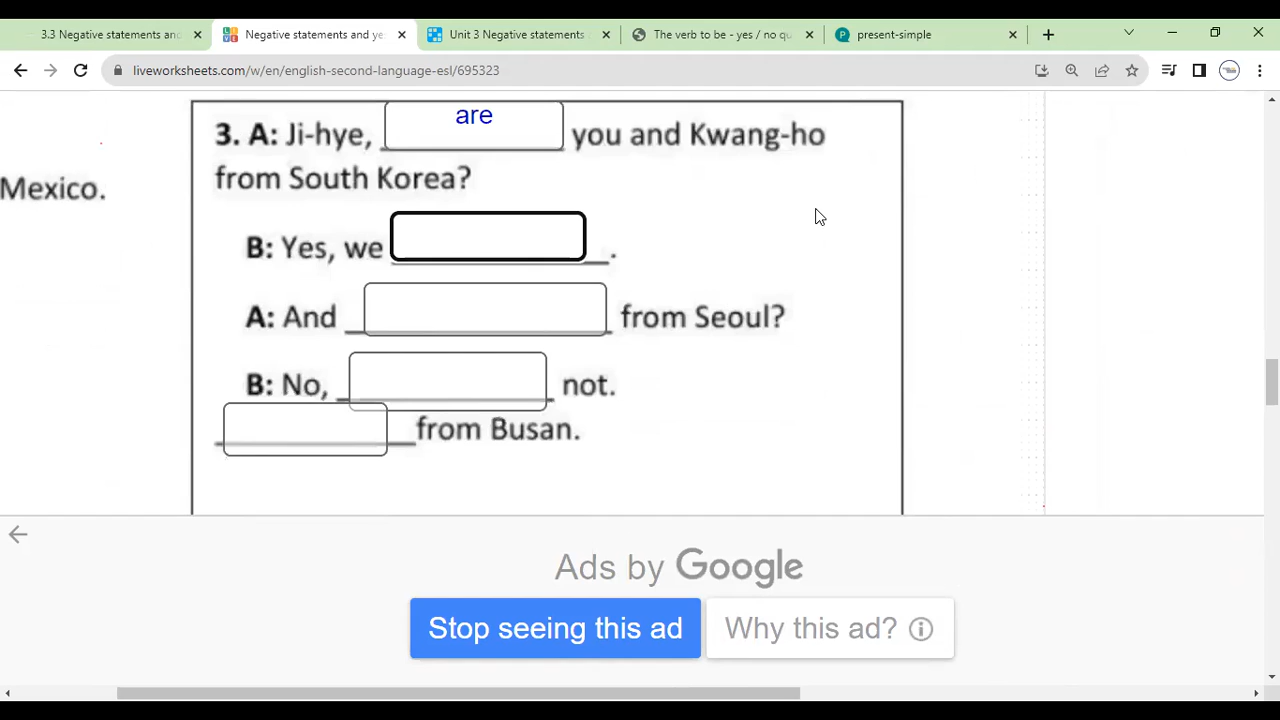 3.3 Negative statements and
Negative statements and ye
Unit 3 Negative statements
The verb to be - yes / no qu
present-simple
liveworksheets.com/w/en/english-second-language-esl/695323
3. A: Ji-hye, are you and Kwang-ho
from South Korea?
Mexico.
B: Yes, we .
A: And from Seoul?
B: No, not.
from Busan.
Ads by Google
Stop seeing this ad
Why this ad?